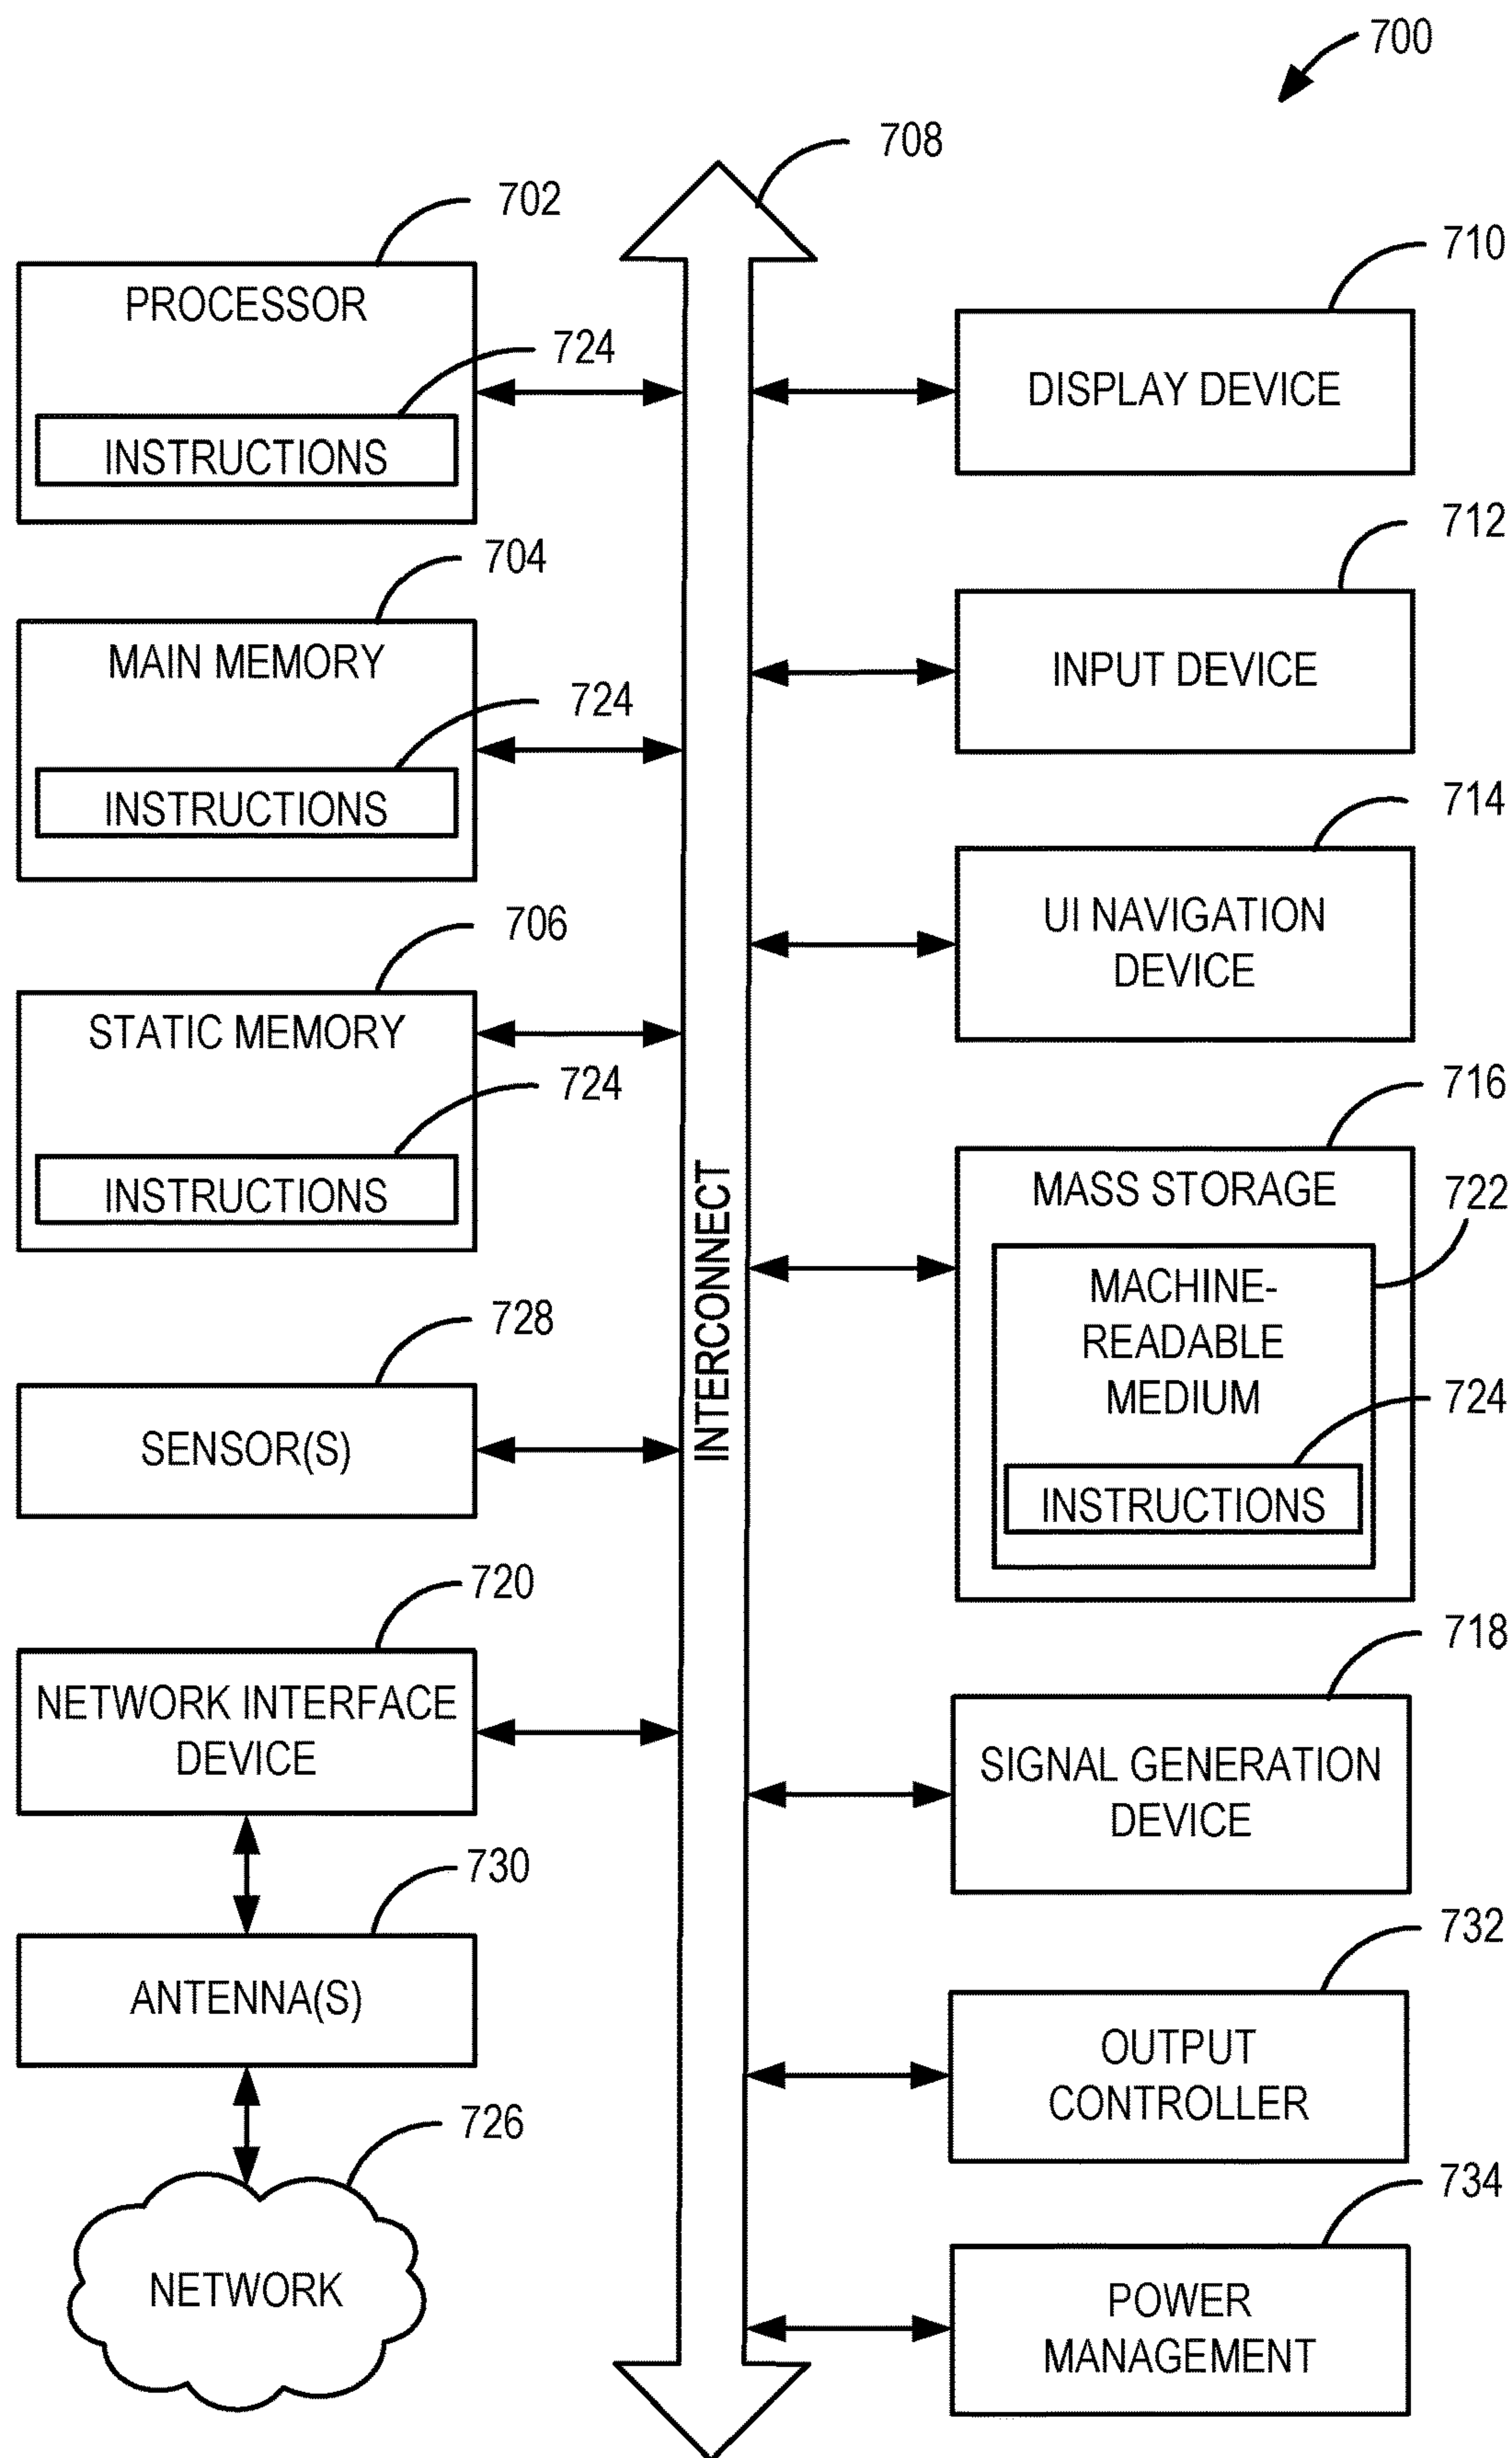 700
708
702
PROCESSOR
724
INSTRUCTIONS
704
MAIN MEMORY
724
INSTRUCTIONS
706
STATIC MEMORY
724
INSTRUCTIONS
728
SENSOR(S)
720
NETWORK INTERFACE
DEVICE
730
ANTENNA(S)
726
NETWORK
INTERCONNECT
710
DISPLAY DEVICE
712
INPUT DEVICE
714
UI NAVIGATION
DEVICE
716
MASS STORAGE
722
MACHINE-
READABLE
MEDIUM
724
INSTRUCTIONS
718
SIGNAL GENERATION
DEVICE
732
OUTPUT
CONTROLLER
734
POWER
MANAGEMENT